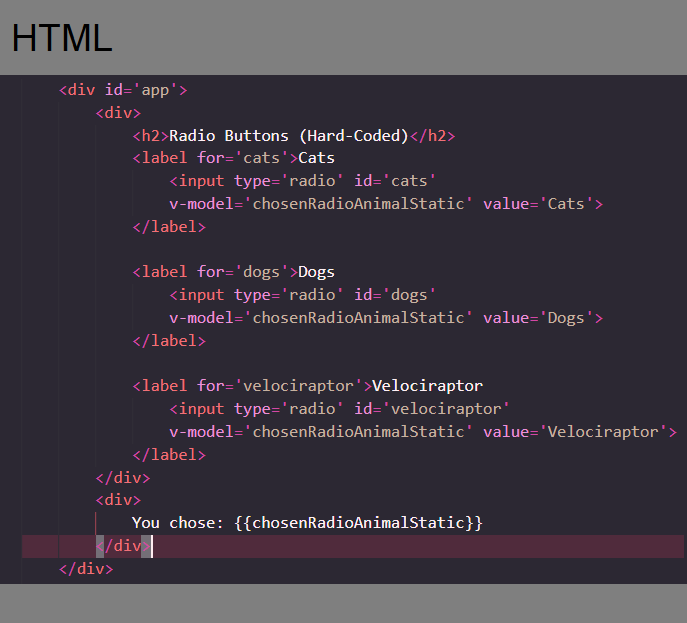 HTML
<div id='app'>
<div>
<h2>Radio Buttons (Hard-Coded)</h2>
<label for='cats'>Cats
<input type='radio' id='cats'
v-model='chosenRadioAnimalStatic' value='Cats'>
</label>
<label for='dogs'>Dogs
<input type='radio' id='dogs'
v-model='chosenRadioAnimalStatic' value='Dogs'>
</label>
<label for='velociraptor'>Velociraptor
<input type='radio' id='velociraptor'
v-model='chosenRadioAnimalStatic' value='Velociraptor'>
</label>
</div>
<div>
You chose: {{chosenRadioAnimalStatic}}
</div>
</div>